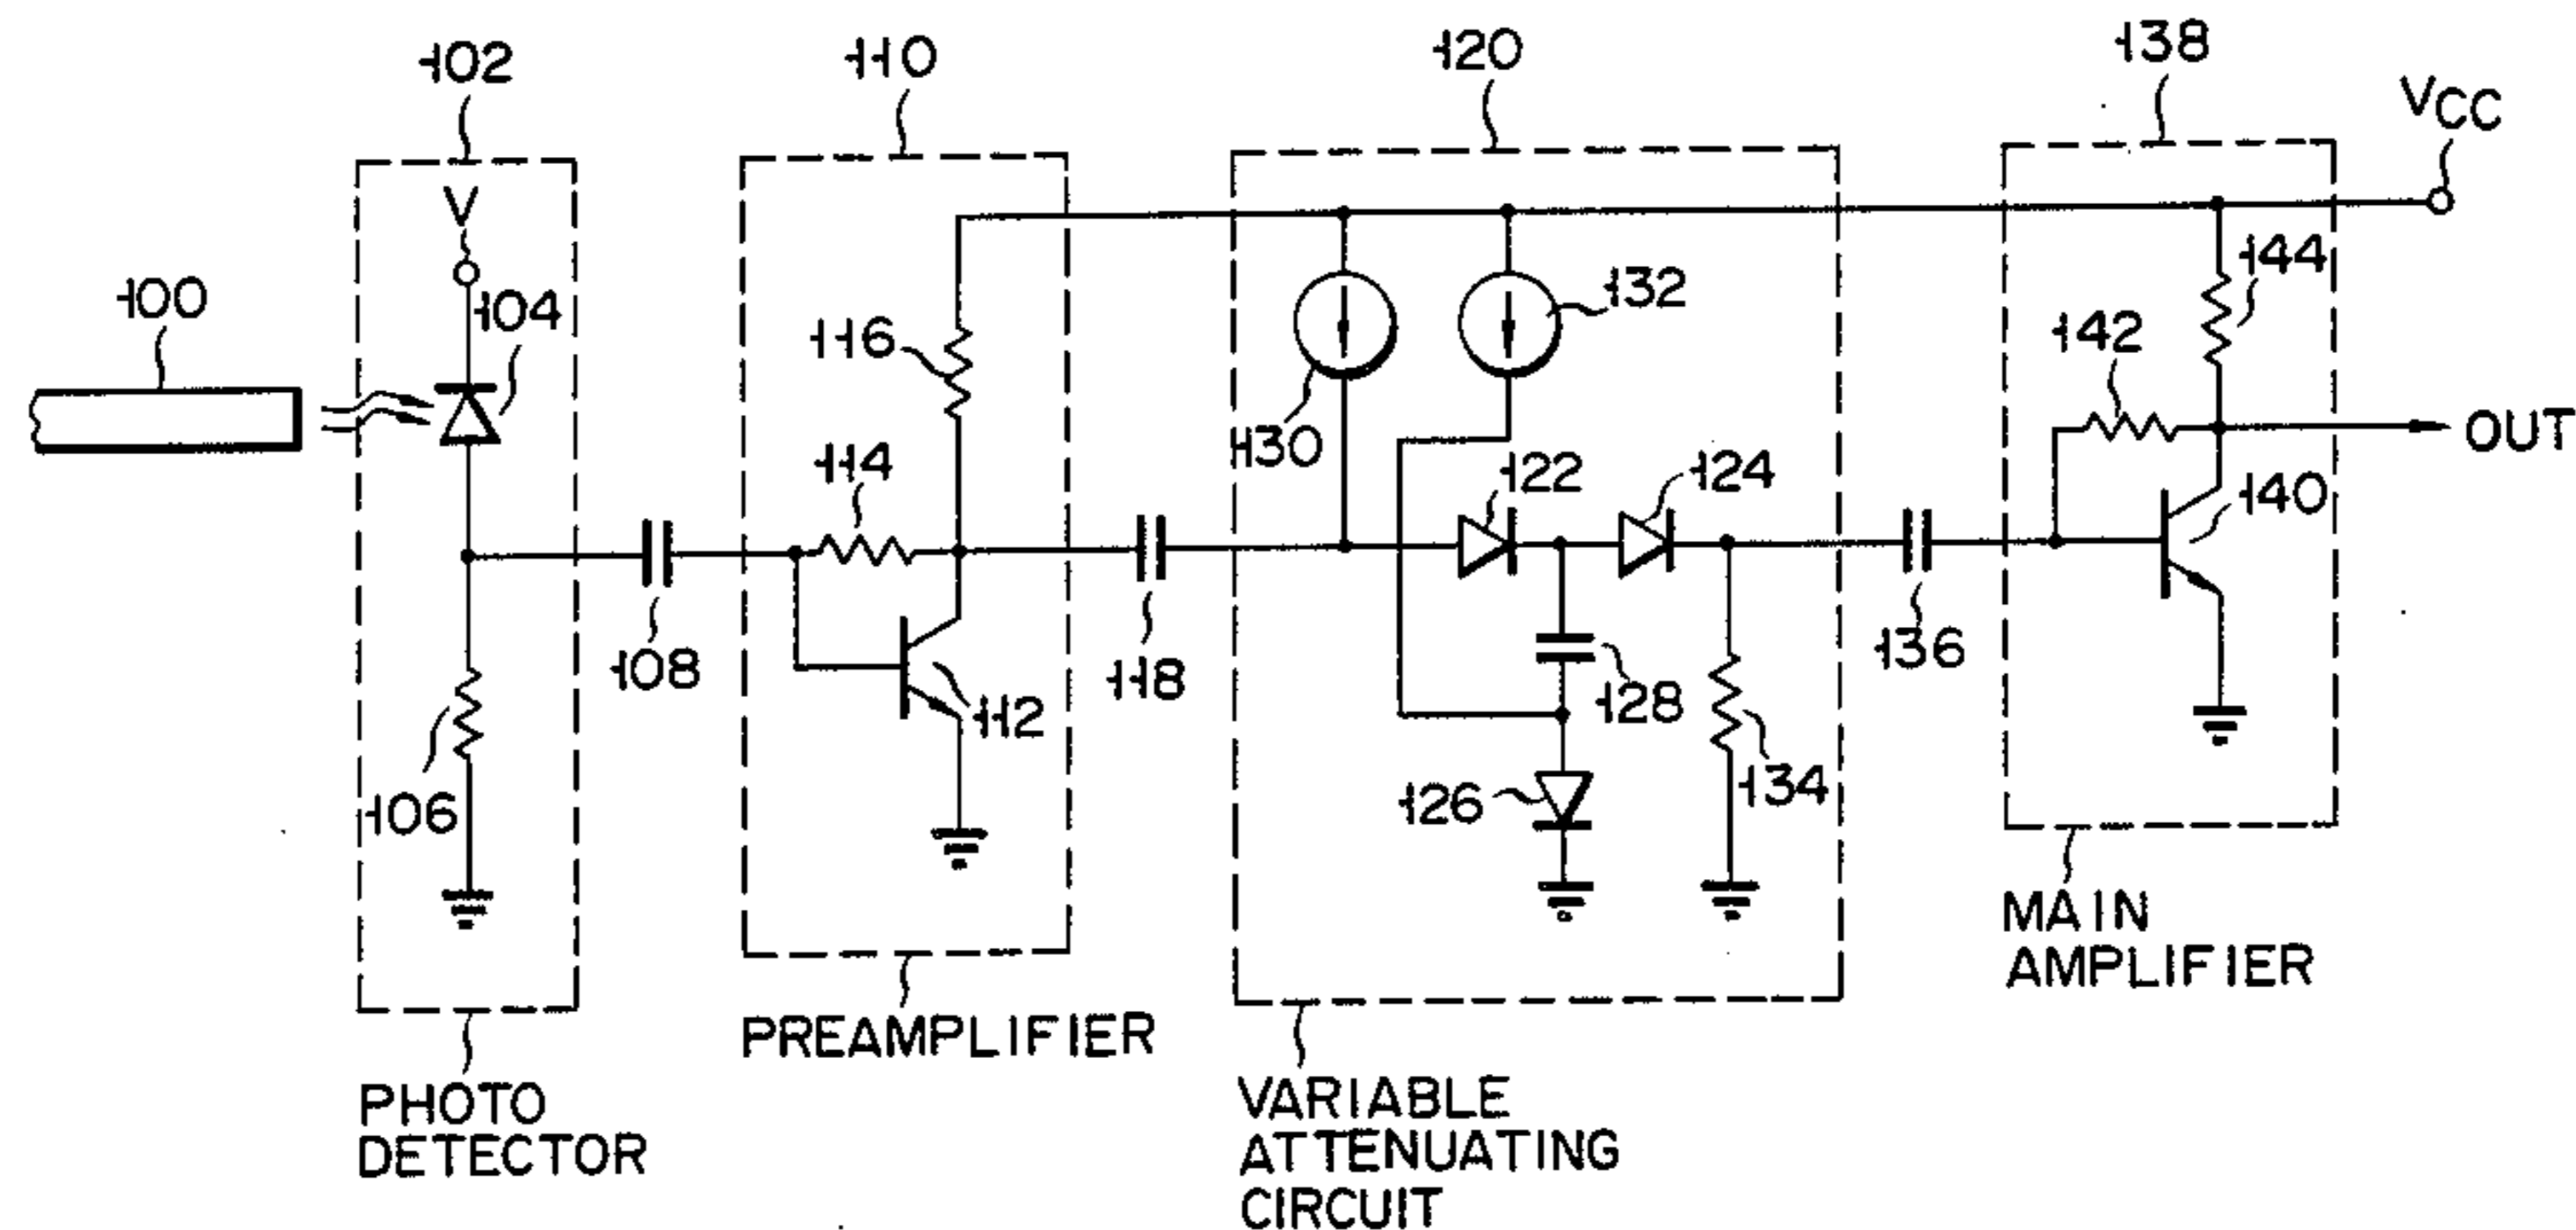 102
110
120
138
VCC
V
100
104
116
130
132
144
142
OUT
114
122
124
140
108
118
128
136
112
106
126
134
MAIN
AMPLIFIER
PREAMPLIFIER
PHOTO
DETECTOR
VARIABLE
ATTENUATING
CIRCUIT